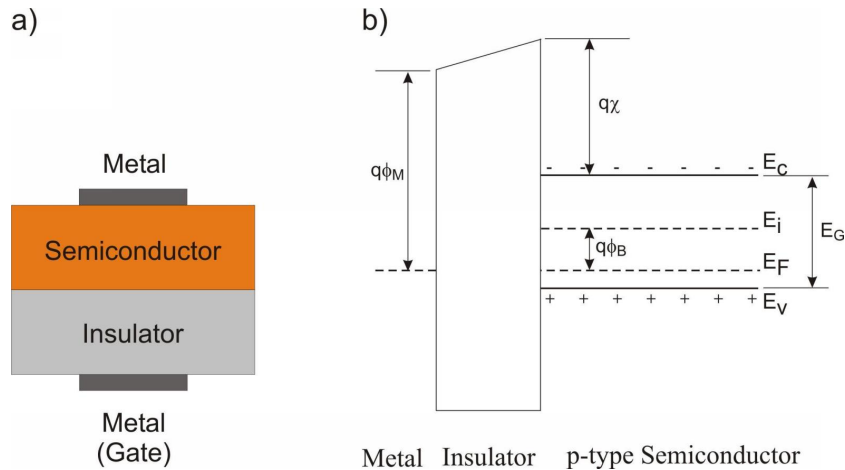 a)
Metal
Semiconductor
Insulator
Metal
(Gate)
b)
qχ
qϕM
- - - - - - -
Ec
Ei
qϕB
EG
EF
+ + + + + + +
Ev
Metal Insulator p-type Semiconductor